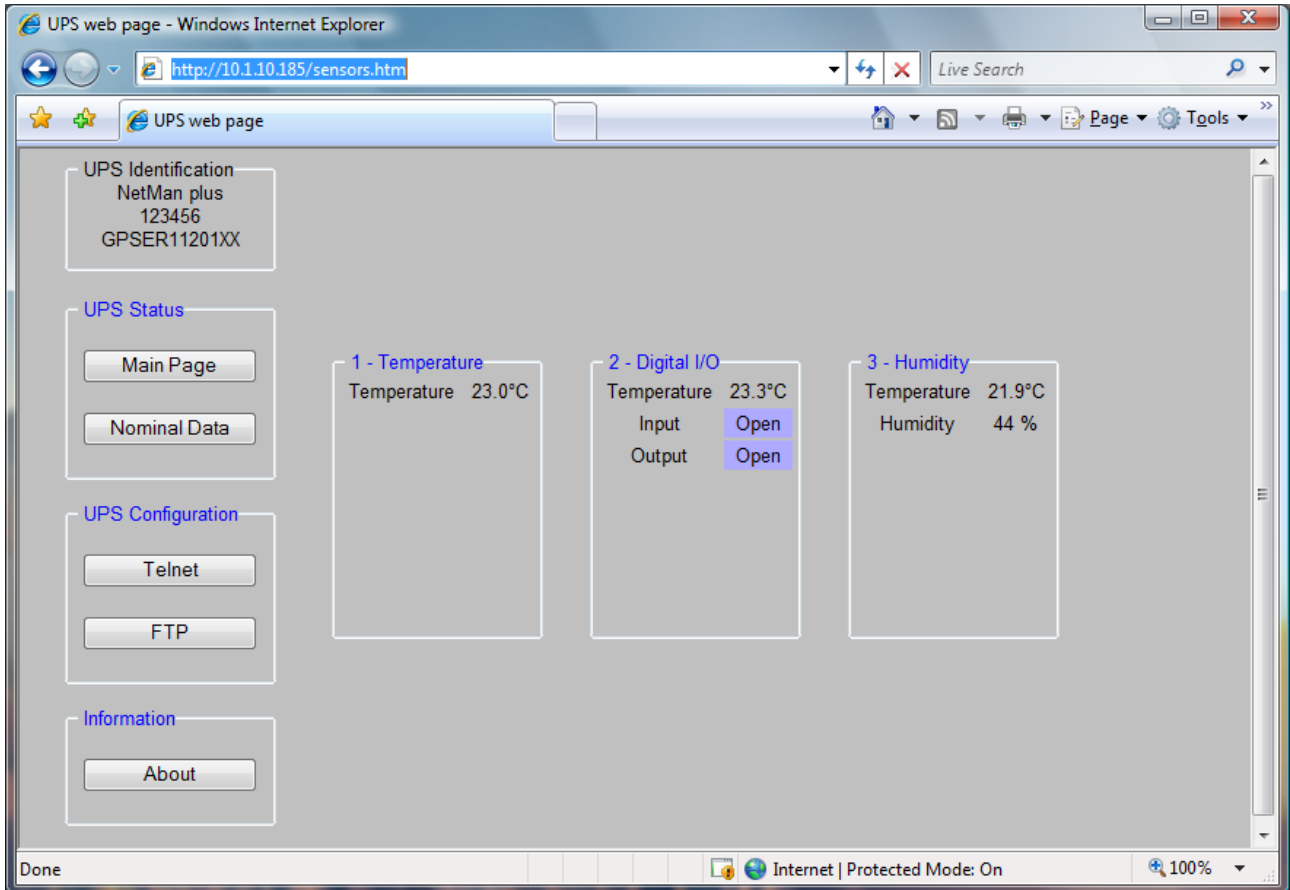 UPS web page - Windows Internet Explorer
http://10.1.10.185/sensors.htm
Live Search
UPS web page
Page
Tools
UPS Identification
NetMan plus
123456
GPSER11201XX
UPS Status
Main Page
Nominal Data
UPS Configuration
Telnet
FTP
Information
About
1 - Temperature
Temperature 23.0°C
2 - Digital I/O
Temperature 23.3°C
Input Open
Output Open
3 - Humidity
Temperature 21.9°C
Humidity 44 %
Done
Internet | Protected Mode: On
100%